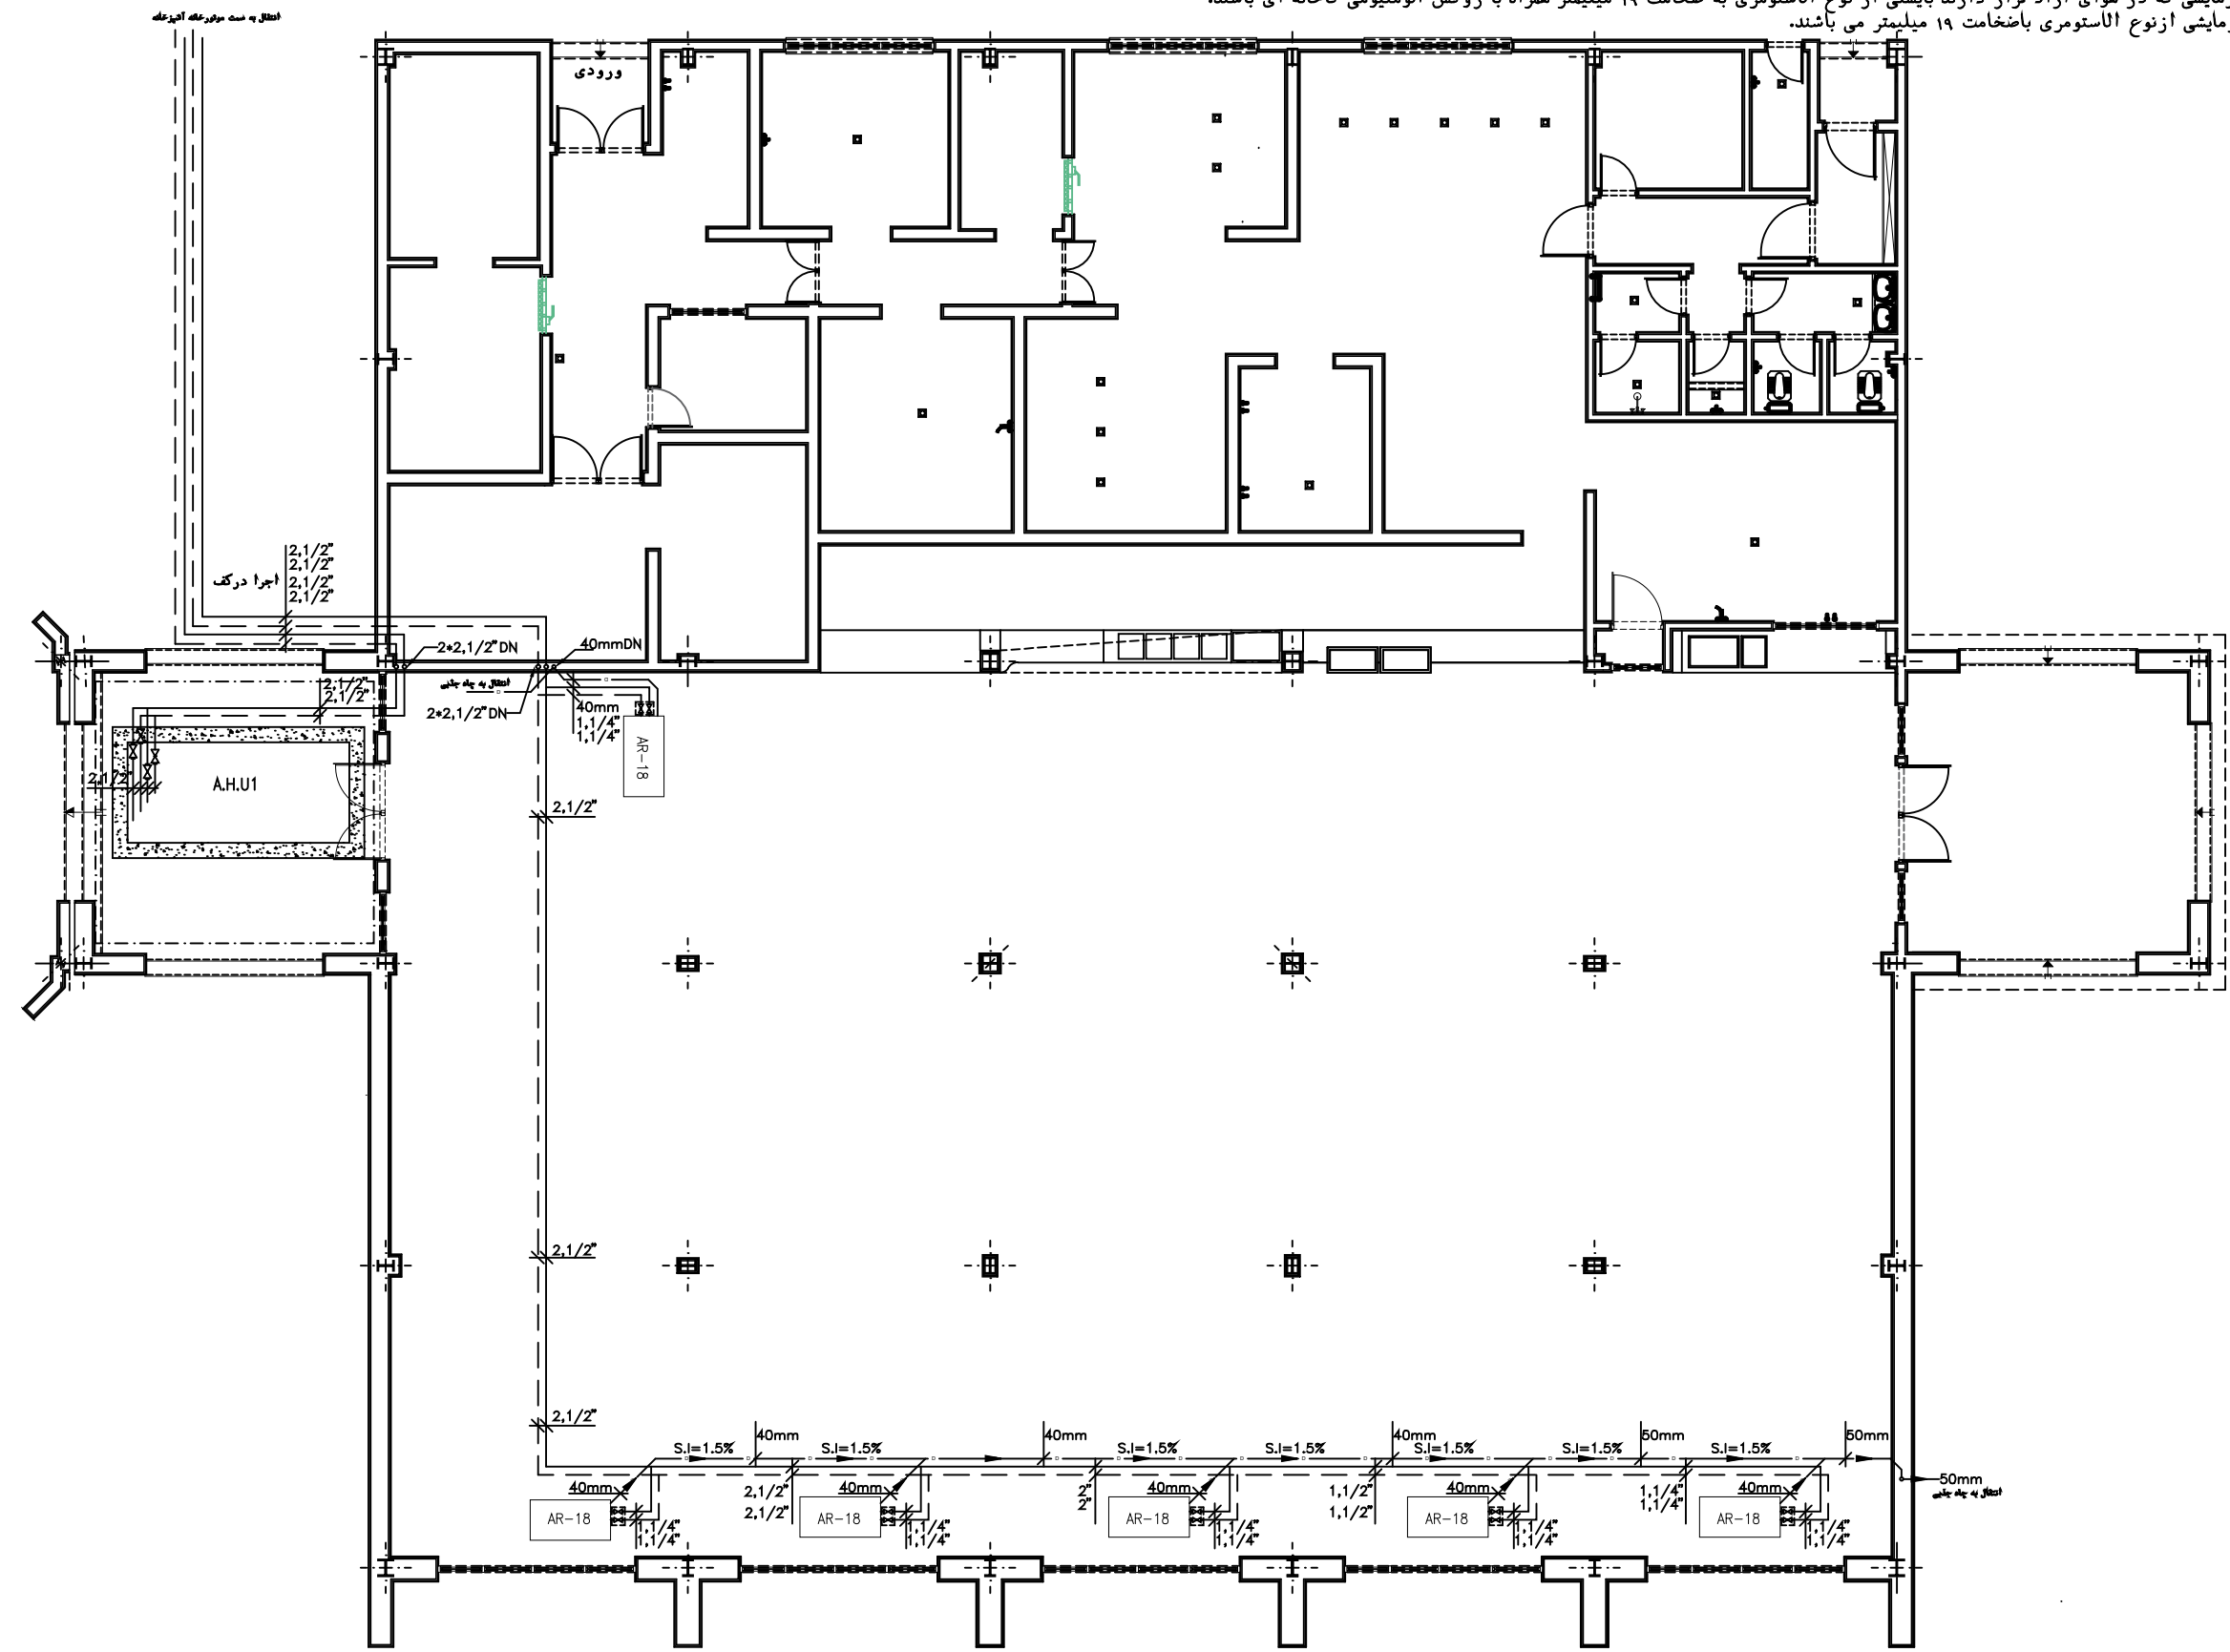 انتقال به سمت موتورخانه آشپزخانه
مایشی ازنوع الاستومری باضخامت ۱۹ میلیمتر می باشند.
ورودی
2,1/2"
2,1/2"
2,1/2"
2,1/2"
اجرا درکف
2*2,1/2" DN
40mmDN
انتقال به چاه جذبی
2*2,1/2" DN
2,1/2"
2,1/2"
40mm
1,1/4"
1,1/4"
AR-18
2,1/2"
A.H.U1
2,1/2"
2,1/2"
2,1/2"
40mm
40mm
40mm
50mm
50mm
S.l=1.5%
S.l=1.5%
S.l=1.5%
S.l=1.5%
S.l=1.5%
S.l=1.5%
S.l=1.5%
50mm
انتقال به چاه جذبی
40mm
2,1/2"
2,1/2"
40mm
2"
2"
40mm
1,1/2"
1,1/2"
40mm
1,1/4"
1,1/4"
40mm
AR-18
1,1/4"
1,1/4"
AR-18
1,1/4"
1,1/4"
AR-18
1,1/4"
1,1/4"
AR-18
1,1/4"
1,1/4"
AR-18
1,1/4"
1,1/4"